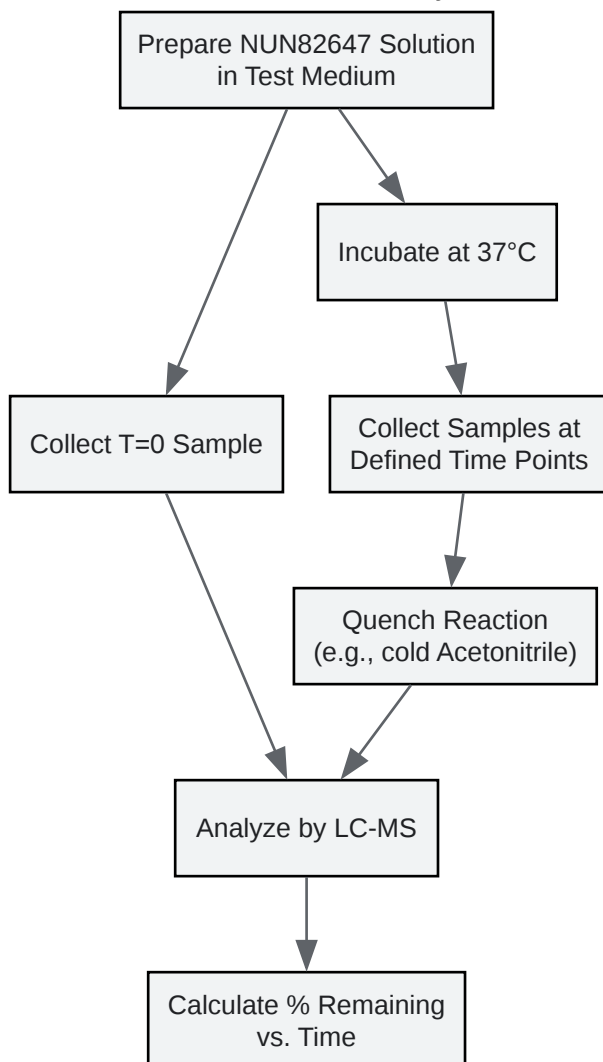 Prepare NUN82647 Solution
in Test Medium
Incubate at 37°C
Collect T=0 Sample
Collect Samples at
Defined Time Points
Quench Reaction
(e.g., cold Acetonitrile)
Analyze by LC-MS
Calculate % Remaining
vs. Time